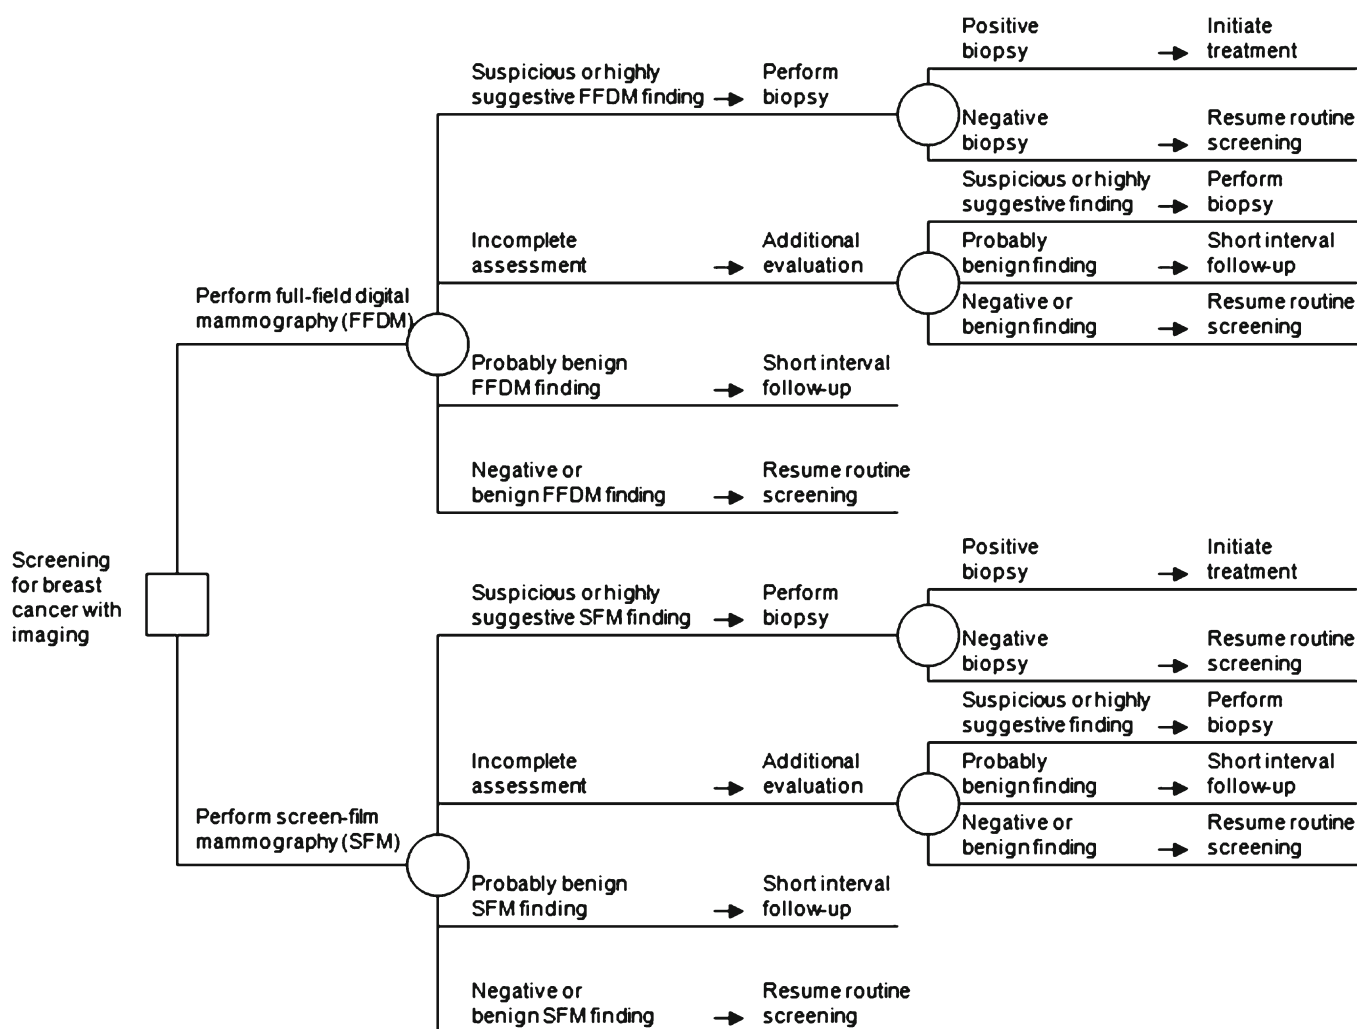 Screening
for breast
cancer with
imaging
Perform full-field digital
mammography (FFDM)
Suspicious or highly
suggestive FFDM finding
Perform
biopsy
Positive
biopsy
Initiate
treatment
Negative
biopsy
Resume routine
screening
Incomplete
assessment
Additional
evaluation
Suspicious or highly
suggestive finding
Perform
biopsy
Probably
benign finding
Short interval
follow-up
Negative or
benign finding
Resume routine
screening
Probably benign
FFDM finding
Short interval
follow-up
Negative or
benign FFDM finding
Resume routine
screening
Perform screen-film
mammography (SFM)
Suspicious or highly
suggestive SFM finding
Perform
biopsy
Positive
biopsy
Initiate
treatment
Negative
biopsy
Resume routine
screening
Incomplete
assessment
Additional
evaluation
Suspicious or highly
suggestive finding
Perform
biopsy
Probably
benign finding
Short interval
follow-up
Negative or
benign finding
Resume routine
screening
Probably benign
SFM finding
Short interval
follow-up
Negative or
benign SFM finding
Resume routine
screening